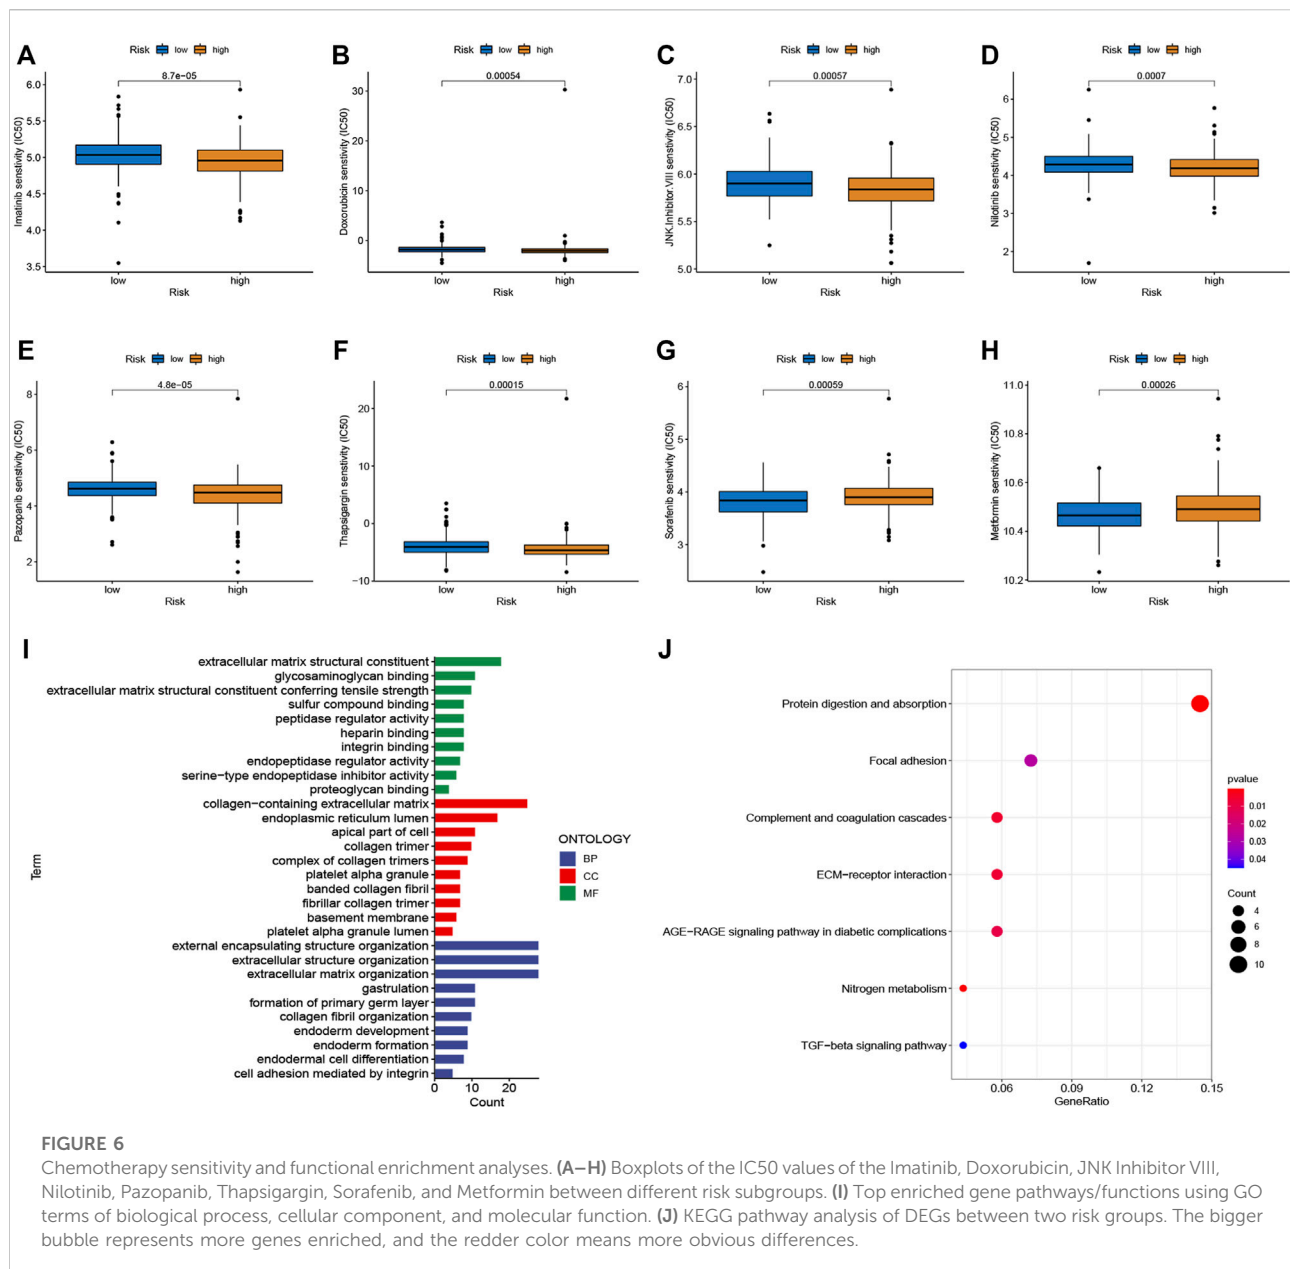 A
Risk low high
8.7e-05
Imatinib senstivity (IC50)
6.0
5.5
5.0
4.5
4.0
3.5
low high
Risk
B
Risk low high
0.00054
Doxorubicin senstivity (IC50)
30
20
10
0
low high
Risk
C
Risk low high
0.00057
JNK.Inhibitor.VIII senstivity (IC50)
7.0
6.5
6.0
5.5
5.0
low high
Risk
D
Risk low high
0.0007
Nilotinib senstivity (IC50)
6
4
2
low high
Risk
E
Risk low high
4.8e-05
Pazopanib senstivity (IC50)
8
6
4
2
low high
Risk
F
Risk low high
0.00015
Thapsigargin senstivity (IC50)
20
10
0
−10
low high
Risk
G
Risk low high
0.00059
Sorafenib senstivity (IC50)
6
5
4
3
low high
Risk
H
Risk low high
0.00026
Metformin senstivity (IC50)
11.0
10.8
10.6
10.4
10.2
low high
Risk
I
Term
extracellular matrix structural constituent
glycosaminoglycan binding
extracellular matrix structural constituent conferring tensile strength
sulfur compound binding
peptidase regulator activity
heparin binding
integrin binding
endopeptidase regulator activity
serine−type endopeptidase inhibitor activity
proteoglycan binding
collagen−containing extracellular matrix
endoplasmic reticulum lumen
apical part of cell
collagen trimer
complex of collagen trimers
platelet alpha granule
banded collagen fibril
fibrillar collagen trimer
basement membrane
platelet alpha granule lumen
external encapsulating structure organization
extracellular structure organization
extracellular matrix organization
gastrulation
formation of primary germ layer
collagen fibril organization
endoderm development
endoderm formation
endodermal cell differentiation
cell adhesion mediated by integrin
0 10 20
Count
ONTOLOGY
BP
CC
MF
J
Protein digestion and absorption
Focal adhesion
Complement and coagulation cascades
ECM−receptor interaction
AGE−RAGE signaling pathway in diabetic complications
Nitrogen metabolism
TGF−beta signaling pathway
0.06 0.09 0.12 0.15
GeneRatio
pvalue
0.01
0.02
0.03
0.04
Count
4
6
8
10
FIGURE 6
Chemotherapy sensitivity and functional enrichment analyses. (A–H) Boxplots of the IC50 values of the Imatinib, Doxorubicin, JNK Inhibitor VIII,
Nilotinib, Pazopanib, Thapsigargin, Sorafenib, and Metformin between different risk subgroups. (I) Top enriched gene pathways/functions using GO
terms of biological process, cellular component, and molecular function. (J) KEGG pathway analysis of DEGs between two risk groups. The bigger
bubble represents more genes enriched, and the redder color means more obvious differences.